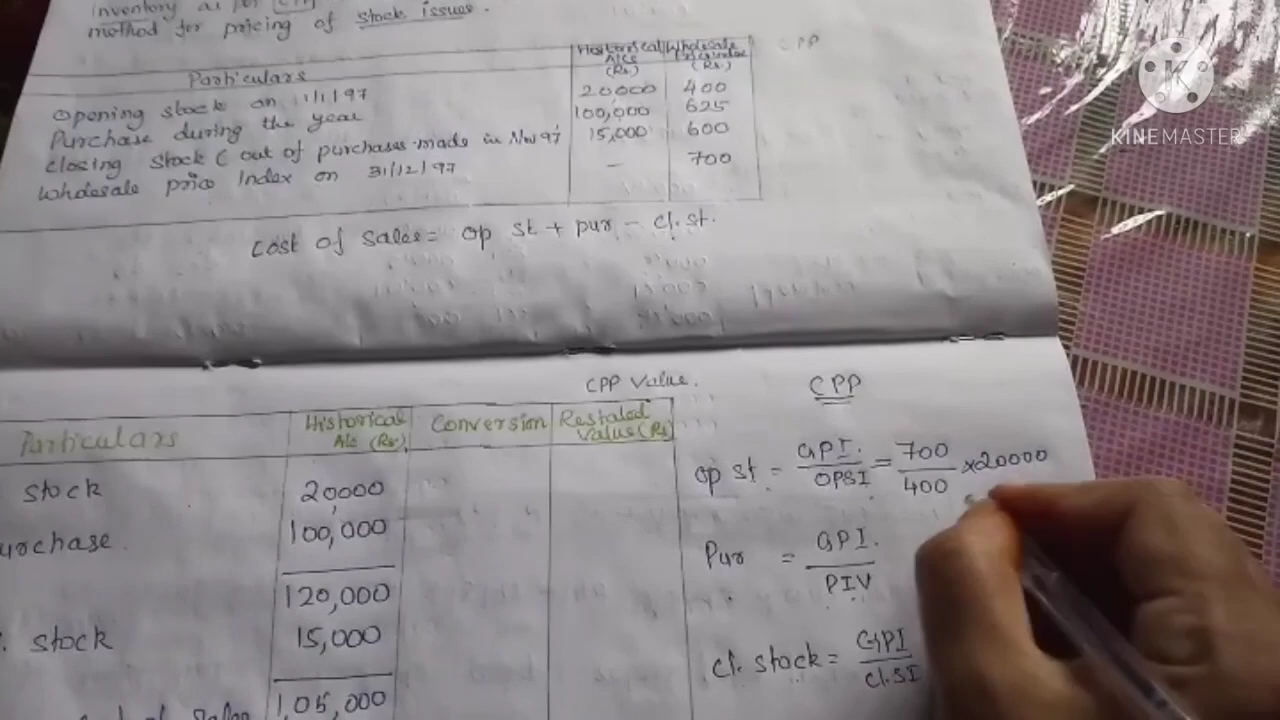 Inventory as per
method for pricing of stock issues.
CPP
Particulars Historical A/c (Rs.) Wholesale Price Index (Rs.)
Opening stock on 1/1/97 20000 400
Purchase during the year 100,000 625
closing stock ( out of purchases made in Nov 97 15,000 600
Wholesale price Index on 31/12/97 - 700
Cost of Sales = op st + pur - cl. st.
CPP Value.
CPP
Particulars Historical A/c (Rs.) Conversion Restated Value (Rs)
stock 20000
urchase. 100,000
120,000
. stock 15,000
1,05,000
op st = GPI. / OPSI = 700 / 400 x 20000
Pur = GPI. / PIV
Cl. stock = GPI / Cl.SI
KINEMASTER